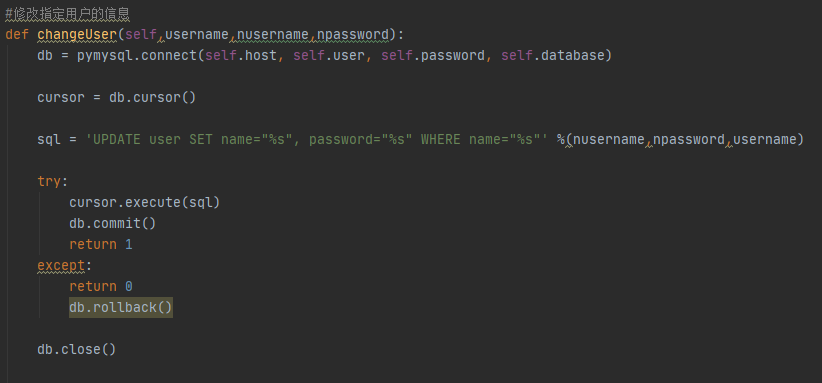 #修改指定用户的信息
def changeUser(self,username,nusername,npassword):
    db = pymysql.connect(self.host, self.user, self.password, self.database)
    cursor = db.cursor()
    sql = 'UPDATE user SET name="%s", password="%s" WHERE name="%s"' %(nusername,npassword,username)
    try:
        cursor.execute(sql)
        db.commit()
        return 1
    except:
        return 0
        db.rollback()
    db.close()